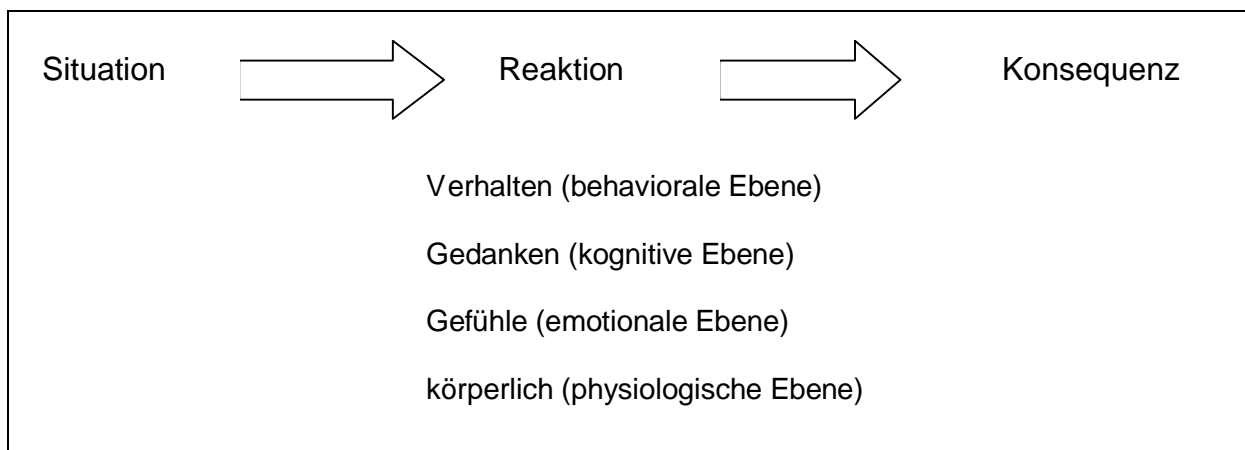 Situation Reaktion Konsequenz
Verhalten (behaviorale Ebene)
Gedanken (kognitive Ebene)
Gefühle (emotionale Ebene)
körperlich (physiologische Ebene)